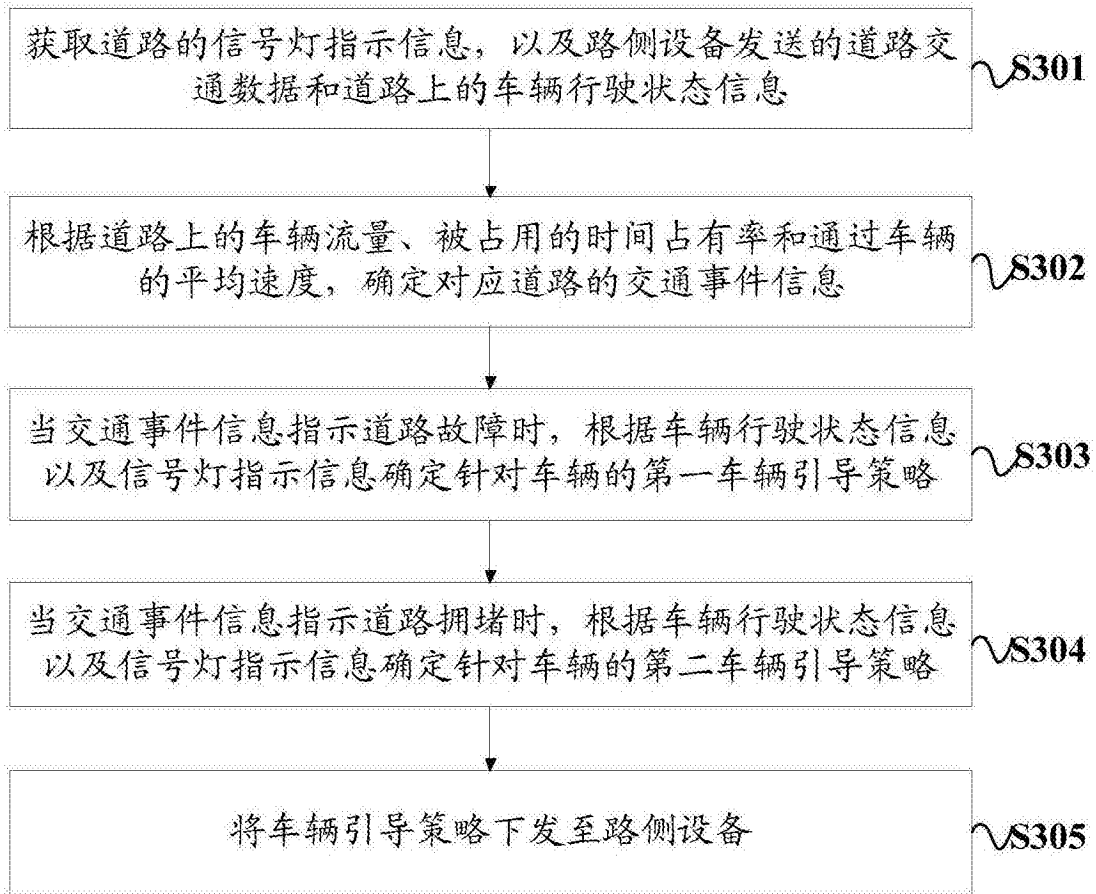 获取道路的信号灯指示信息，以及路侧设备发送的道路交
通数据和道路上的车辆行驶状态信息
S301
根据道路上的车辆流量、被占用的时间占有率和通过车辆
的平均速度，确定对应道路的交通事件信息
S302
当交通事件信息指示道路故障时，根据车辆行驶状态信息
以及信号灯指示信息确定针对车辆的第一车辆引导策略
S303
当交通事件信息指示道路拥堵时，根据车辆行驶状态信息
以及信号灯指示信息确定针对车辆的第二车辆引导策略
S304
将车辆引导策略下发至路侧设备
S305